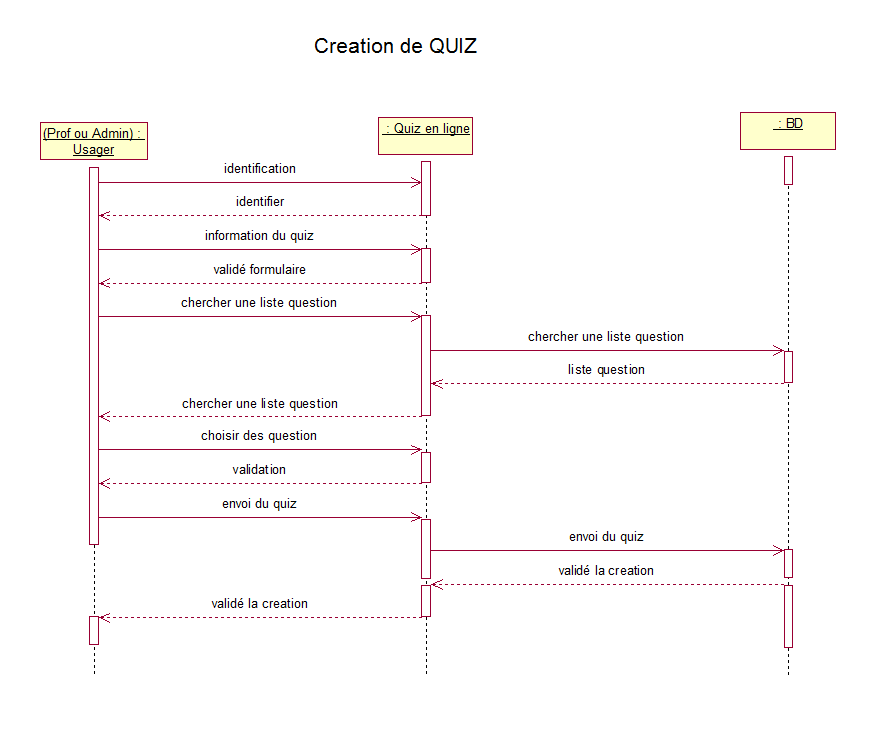 Creation de QUIZ
(Prof ou Admin) :
Usager
: Quiz en ligne
: BD
identification
identifier
information du quiz
validé formulaire
chercher une liste question
chercher une liste question
liste question
chercher une liste question
choisir des question
validation
envoi du quiz
envoi du quiz
validé la creation
validé la creation